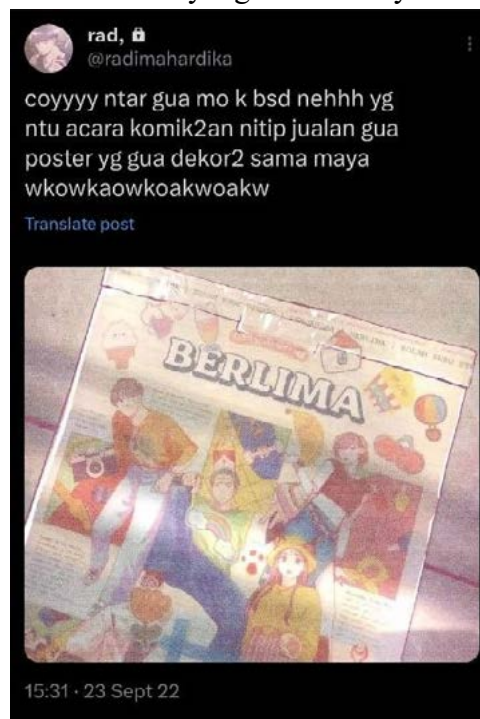 rad,
@radimahardika
coyyyy ntar gua mo k bsd nehhh yg
ntu acara komik2an nitip jualan gua
poster yg gua dekor2 sama maya
wkowkaowkoakwoakw
Translate post
BERLIMA
15:31 · 23 Sept 22